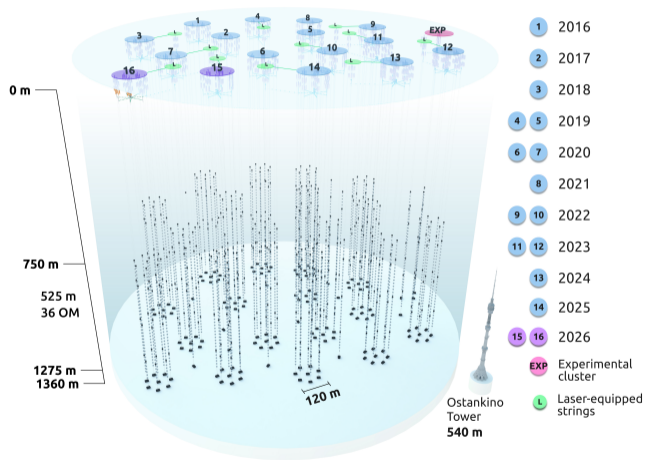 4
8
1
9
EXP
5
3
2
11
12
7
6
10
13
16
15
14
L
L
L
L
L
L
L
L
L
L
0 m
750 m
525 m
36 OM
1275 m
1360 m
120 m
Ostankino
Tower
540 m
1 2016
2 2017
3 2018
4 5 2019
6 7 2020
8 2021
9 10 2022
11 12 2023
13 2024
14 2025
15 16 2026
EXP Experimental
cluster
L Laser-equipped
strings